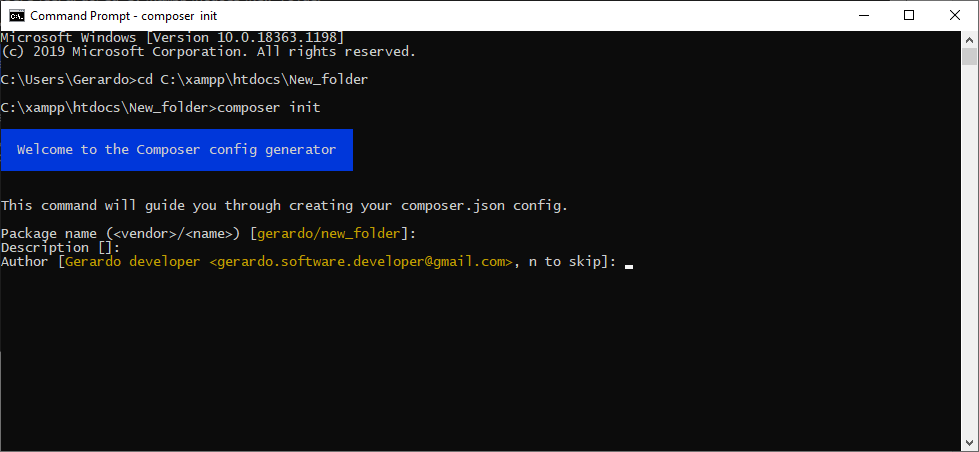 Command Prompt - composer init
Microsoft Windows [Version 10.0.18363.1198]
(c) 2019 Microsoft Corporation. All rights reserved.
C:\Users\Gerardo>cd C:\xampp\htdocs\New_folder
C:\xampp\htdocs\New_folder>composer init
Welcome to the Composer config generator
This command will guide you through creating your composer.json config.
Package name (<vendor>/<name>) [gerardo/new_folder]:
Description []:
Author [Gerardo developer <gerardo.software.developer@gmail.com>, n to skip]: